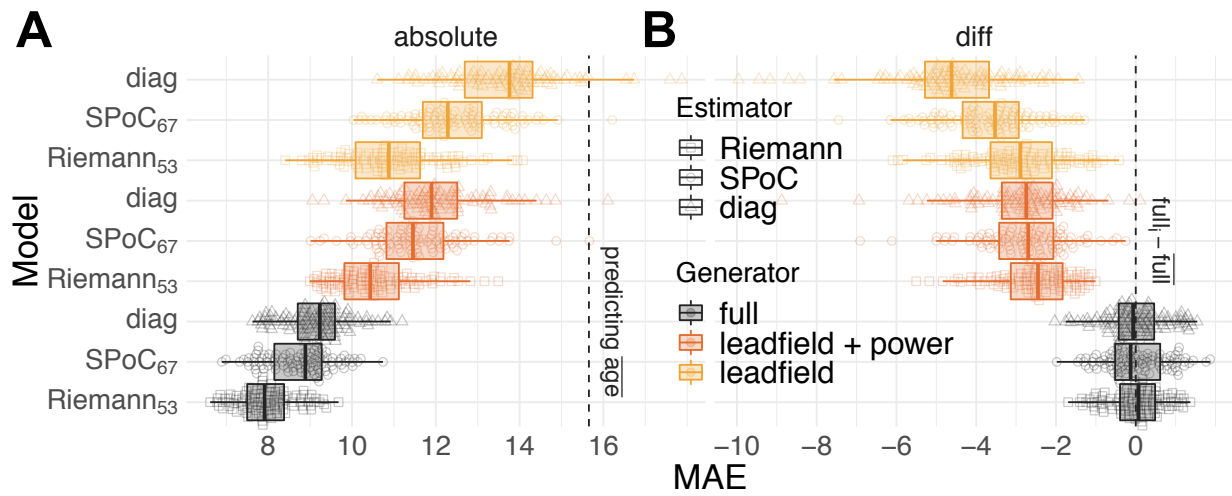 A
absolute
B
diff
Model
diag
SPoC67
Riemann53
diag
SPoC67
Riemann53
diag
SPoC67
Riemann53
predicting age
Estimator
Riemann
SPoC
diag
Generator
full
leadfield + power
leadfield
fulli − full
8 10 12 14 16
−10 −8 −6 −4 −2 0 2
MAE